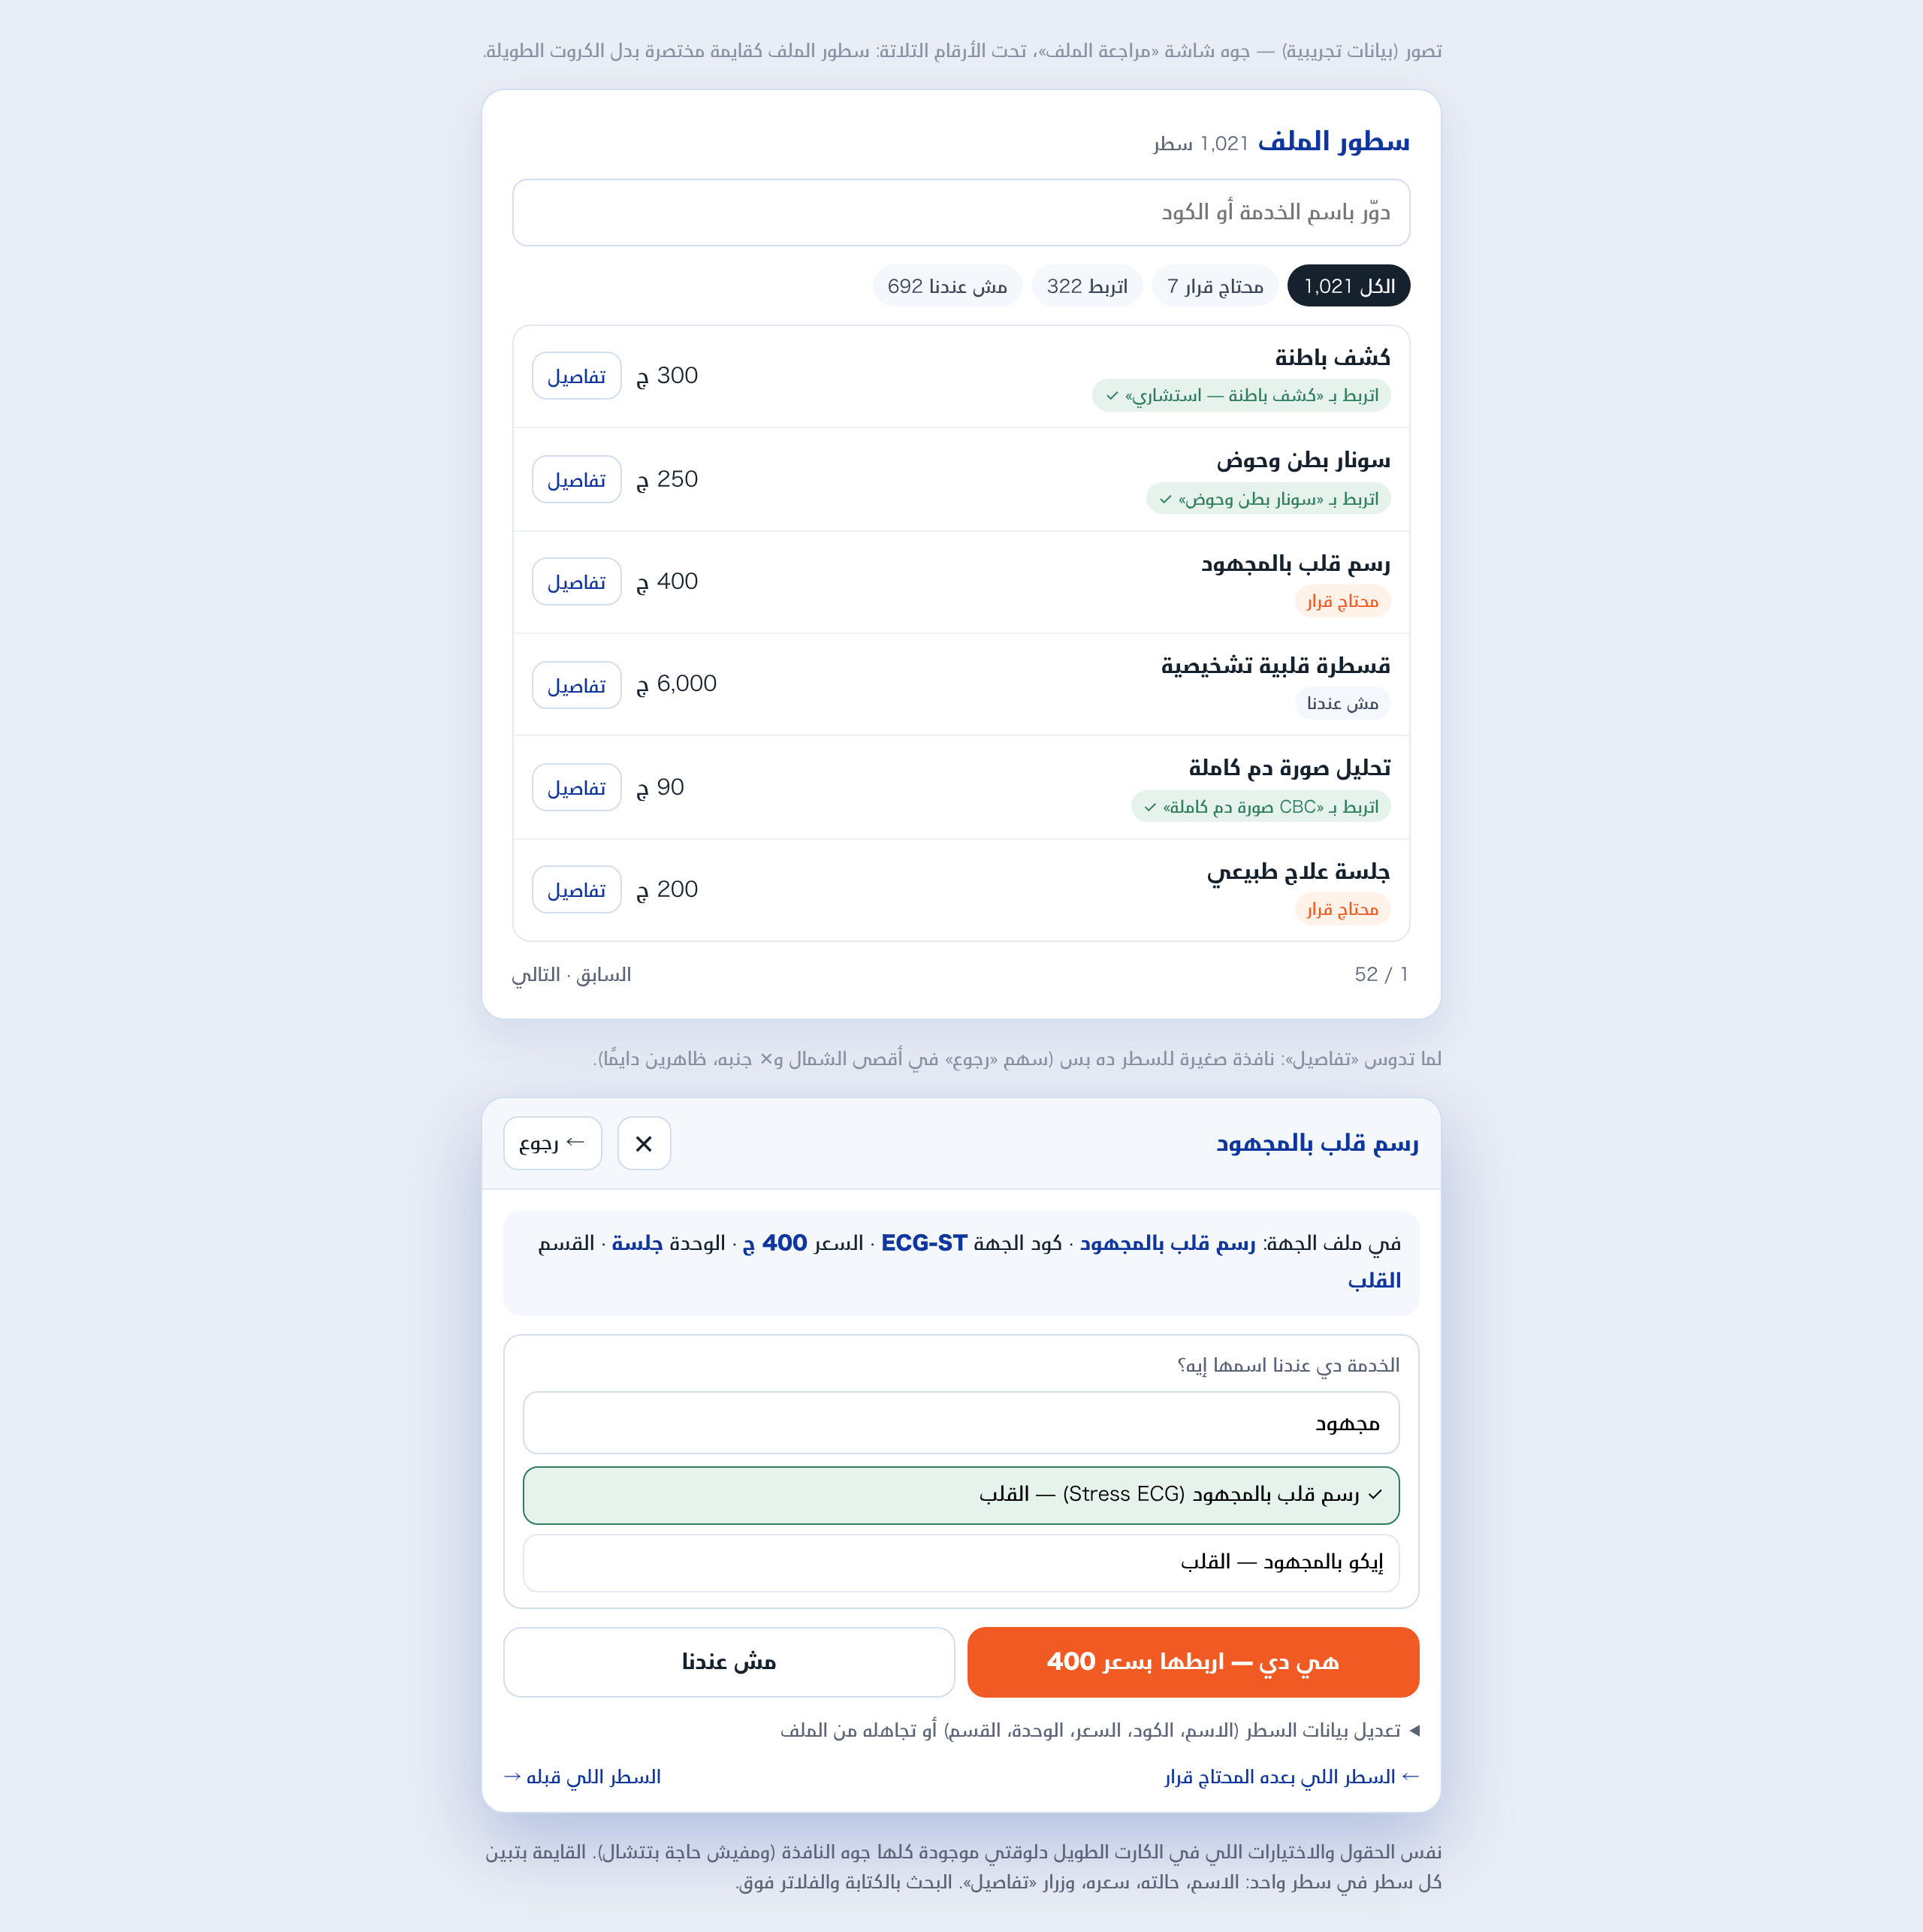 تصور (بيانات تجريبية) — جوه شاشة «مراجعة الملف»، تحت الأرقام التلاتة: سطور الملف كقايمة مختصرة بدل الكروت الطويلة.
سطور الملف 1,021 سطر
دوّر باسم الخدمة أو الكود
الكل 1,021
محتاج قرار 7
اتربط 322
مش عندنا 692
كشف باطنة
اتربط بـ «كشف باطنة — استشاري» ✓
300 ج
تفاصيل
سونار بطن وحوض
اتربط بـ «سونار بطن وحوض» ✓
250 ج
تفاصيل
رسم قلب بالمجهود
محتاج قرار
400 ج
تفاصيل
قسطرة قلبية تشخيصية
مش عندنا
6,000 ج
تفاصيل
تحليل صورة دم كاملة
اتربط بـ «CBC صورة دم كاملة» ✓
90 ج
تفاصيل
جلسة علاج طبيعي
محتاج قرار
200 ج
تفاصيل
1 / 52
السابق · التالي
لما تدوس «تفاصيل»: نافذة صغيرة للسطر ده بس (سهم «رجوع» في أقصى الشمال و✕ جنبه، ظاهرين دايمًا).
رسم قلب بالمجهود
✕
← رجوع
في ملف الجهة: رسم قلب بالمجهود · كود الجهة ECG-ST · السعر 400 ج · الوحدة جلسة · القسم
القلب
الخدمة دي عندنا اسمها إيه؟
مجهود
✓ رسم قلب بالمجهود (Stress ECG) — القلب
إيكو بالمجهود — القلب
هي دي — اربطها بسعر 400
مش عندنا
◀ تعديل بيانات السطر (الاسم، الكود، السعر، الوحدة، القسم) أو تجاهله من الملف
← السطر اللي بعده المحتاج قرار
السطر اللي قبله →
نفس الحقول والاختيارات اللي في الكارت الطويل دلوقتي موجودة كلها جوه النافذة (ومفيش حاجة بتتشال). القايمة بتبين
كل سطر في سطر واحد: الاسم، حالته، سعره، وزرار «تفاصيل». البحث بالكتابة والفلاتر فوق.